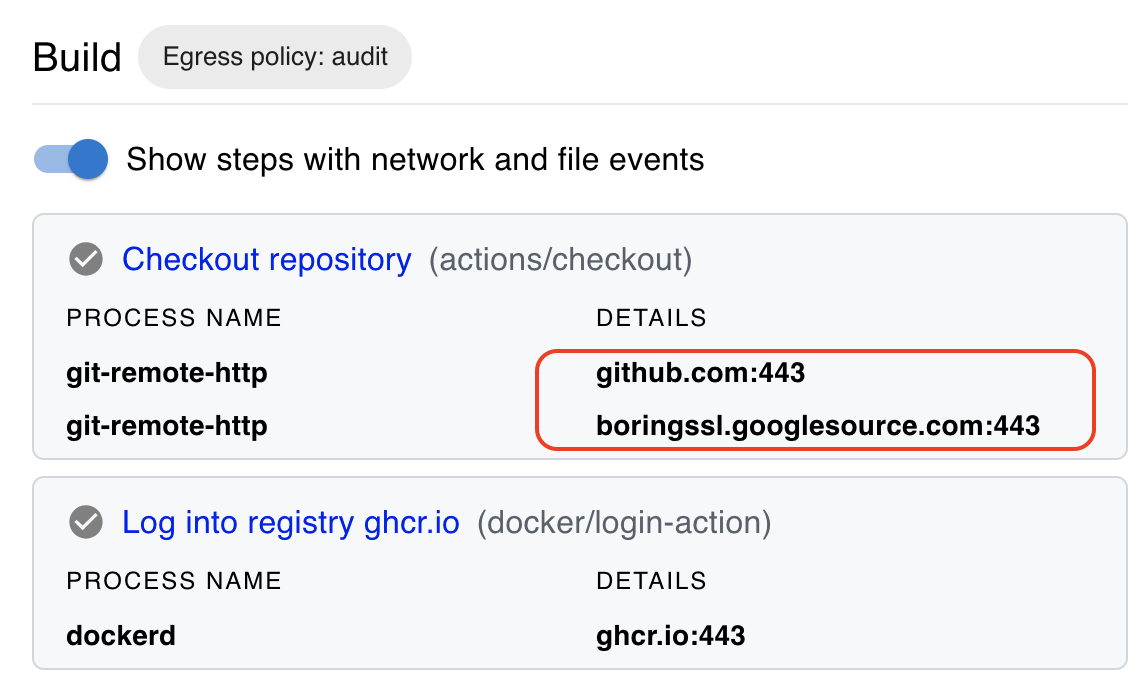 Build Egress policy: audit
Show steps with network and file events
Checkout repository (actions/checkout)
PROCESS NAME DETAILS
git-remote-http github.com:443
git-remote-http boringssl.googlesource.com:443
Log into registry ghcr.io (docker/login-action)
PROCESS NAME DETAILS
dockerd ghcr.io:443